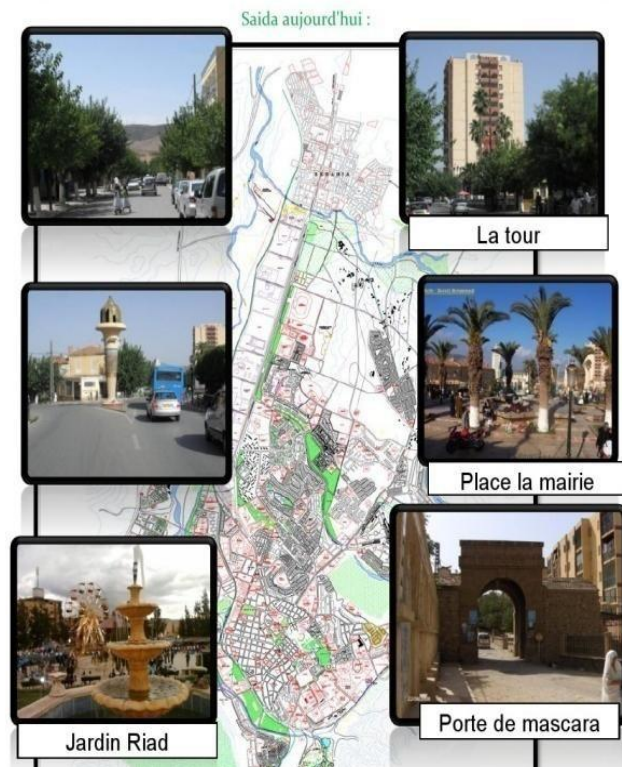 Saida aujourd'hui :
La tour
Place la mairie
Jardin Riad
Porte de mascara